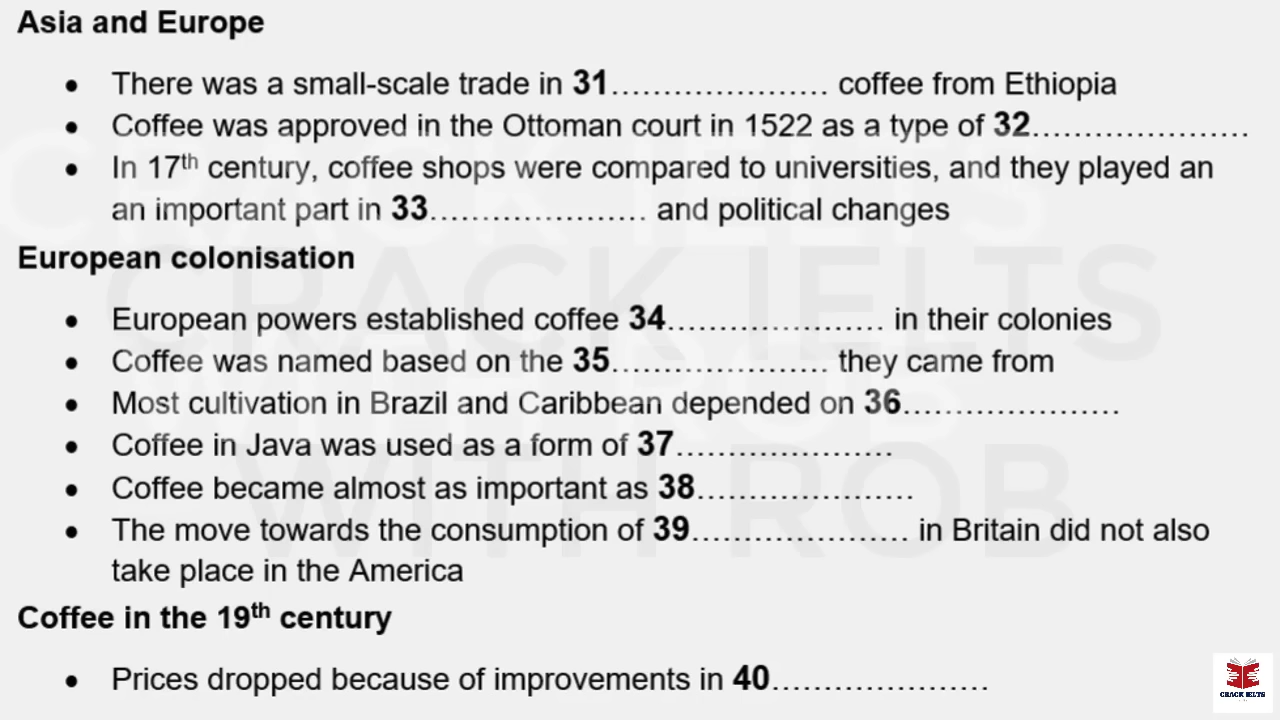 Asia and Europe
• There was a small-scale trade in 31..................... coffee from Ethiopia
• Coffee was approved in the Ottoman court in 1522 as a type of 32.....................
• In 17th century, coffee shops were compared to universities, and they played an
an important part in 33..................... and political changes
European colonisation
• European powers established coffee 34..................... in their colonies
• Coffee was named based on the 35..................... they came from
• Most cultivation in Brazil and Caribbean depended on 36.....................
• Coffee in Java was used as a form of 37.....................
• Coffee became almost as important as 38.....................
• The move towards the consumption of 39..................... in Britain did not also
take place in the America
Coffee in the 19th century
• Prices dropped because of improvements in 40.....................
CRACK IELTS
WITH ROB
CRACK IELTS